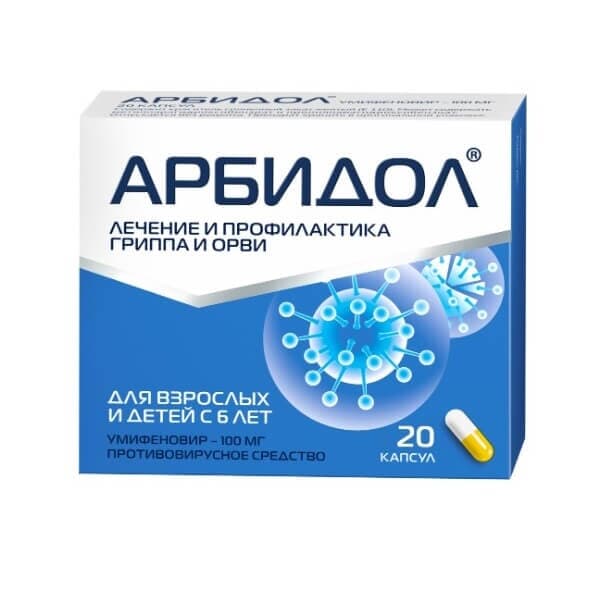 АРБИДОЛ® УМИФЕНОВИР – 100 МГ
20 КАПСУЛ
АРБИДОЛ®
ЛЕЧЕНИЕ И ПРОФИЛАКТИКА
ГРИППА И ОРВИ
ДЛЯ ВЗРОСЛЫХ
И ДЕТЕЙ С 6 ЛЕТ
УМИФЕНОВИР – 100 МГ
ПРОТИВОВИРУСНОЕ СРЕДСТВО
20
КАПСУЛ